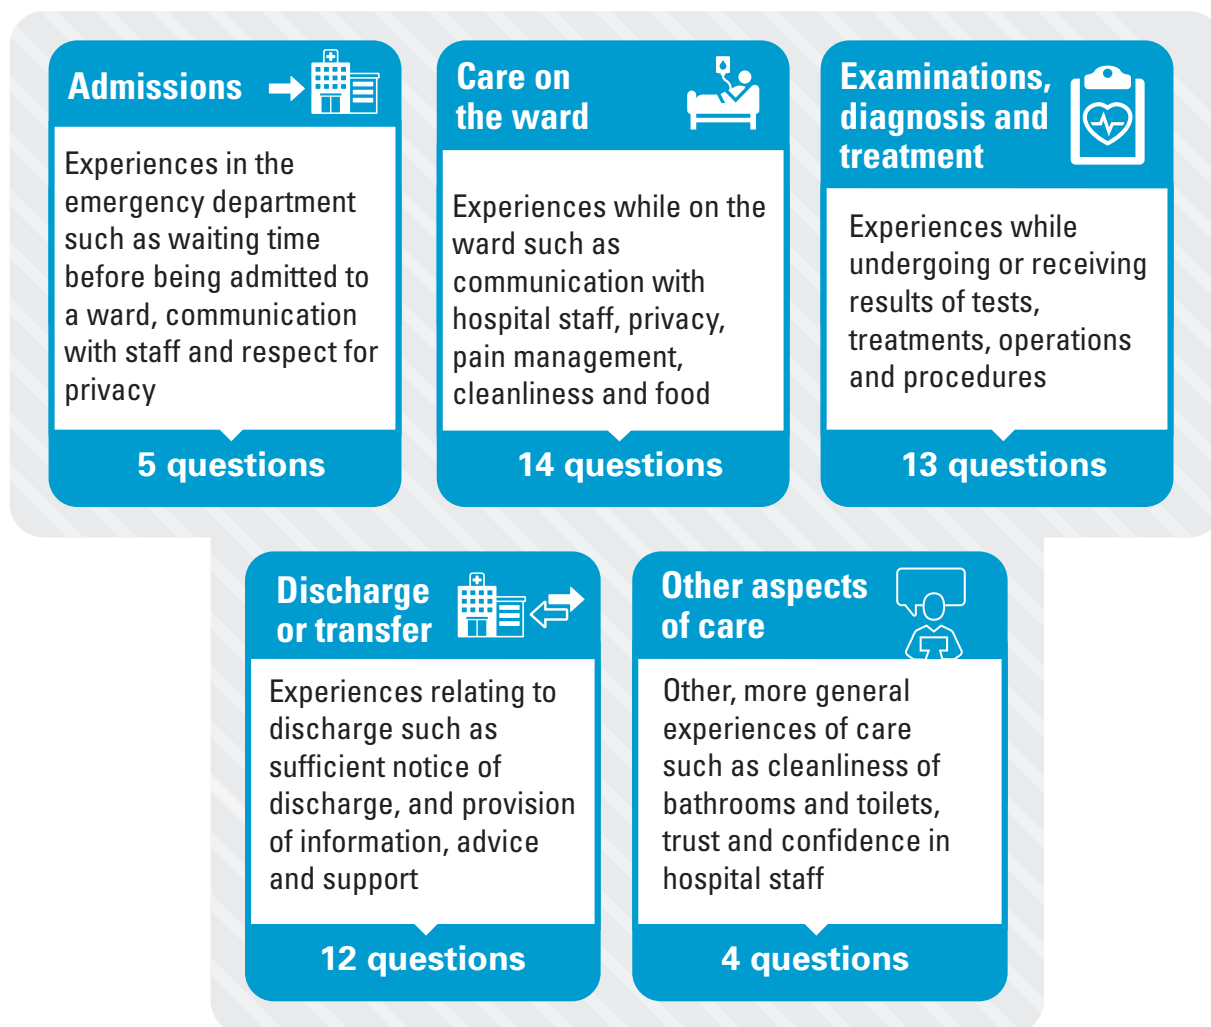 Admissions
Experiences in the
emergency department
such as waiting time
before being admitted to
a ward, communication
with staff and respect for
privacy
5 questions
Care on
the ward
Experiences while on the
ward such as
communication with
hospital staff, privacy,
pain management,
cleanliness and food
14 questions
Examinations,
diagnosis and
treatment
Experiences while
undergoing or receiving
results of tests,
treatments, operations
and procedures
13 questions
Discharge
or transfer
Experiences relating to
discharge such as
sufficient notice of
discharge, and provision
of information, advice
and support
12 questions
Other aspects
of care
Other, more general
experiences of care
such as cleanliness of
bathrooms and toilets,
trust and confidence in
hospital staff
4 questions